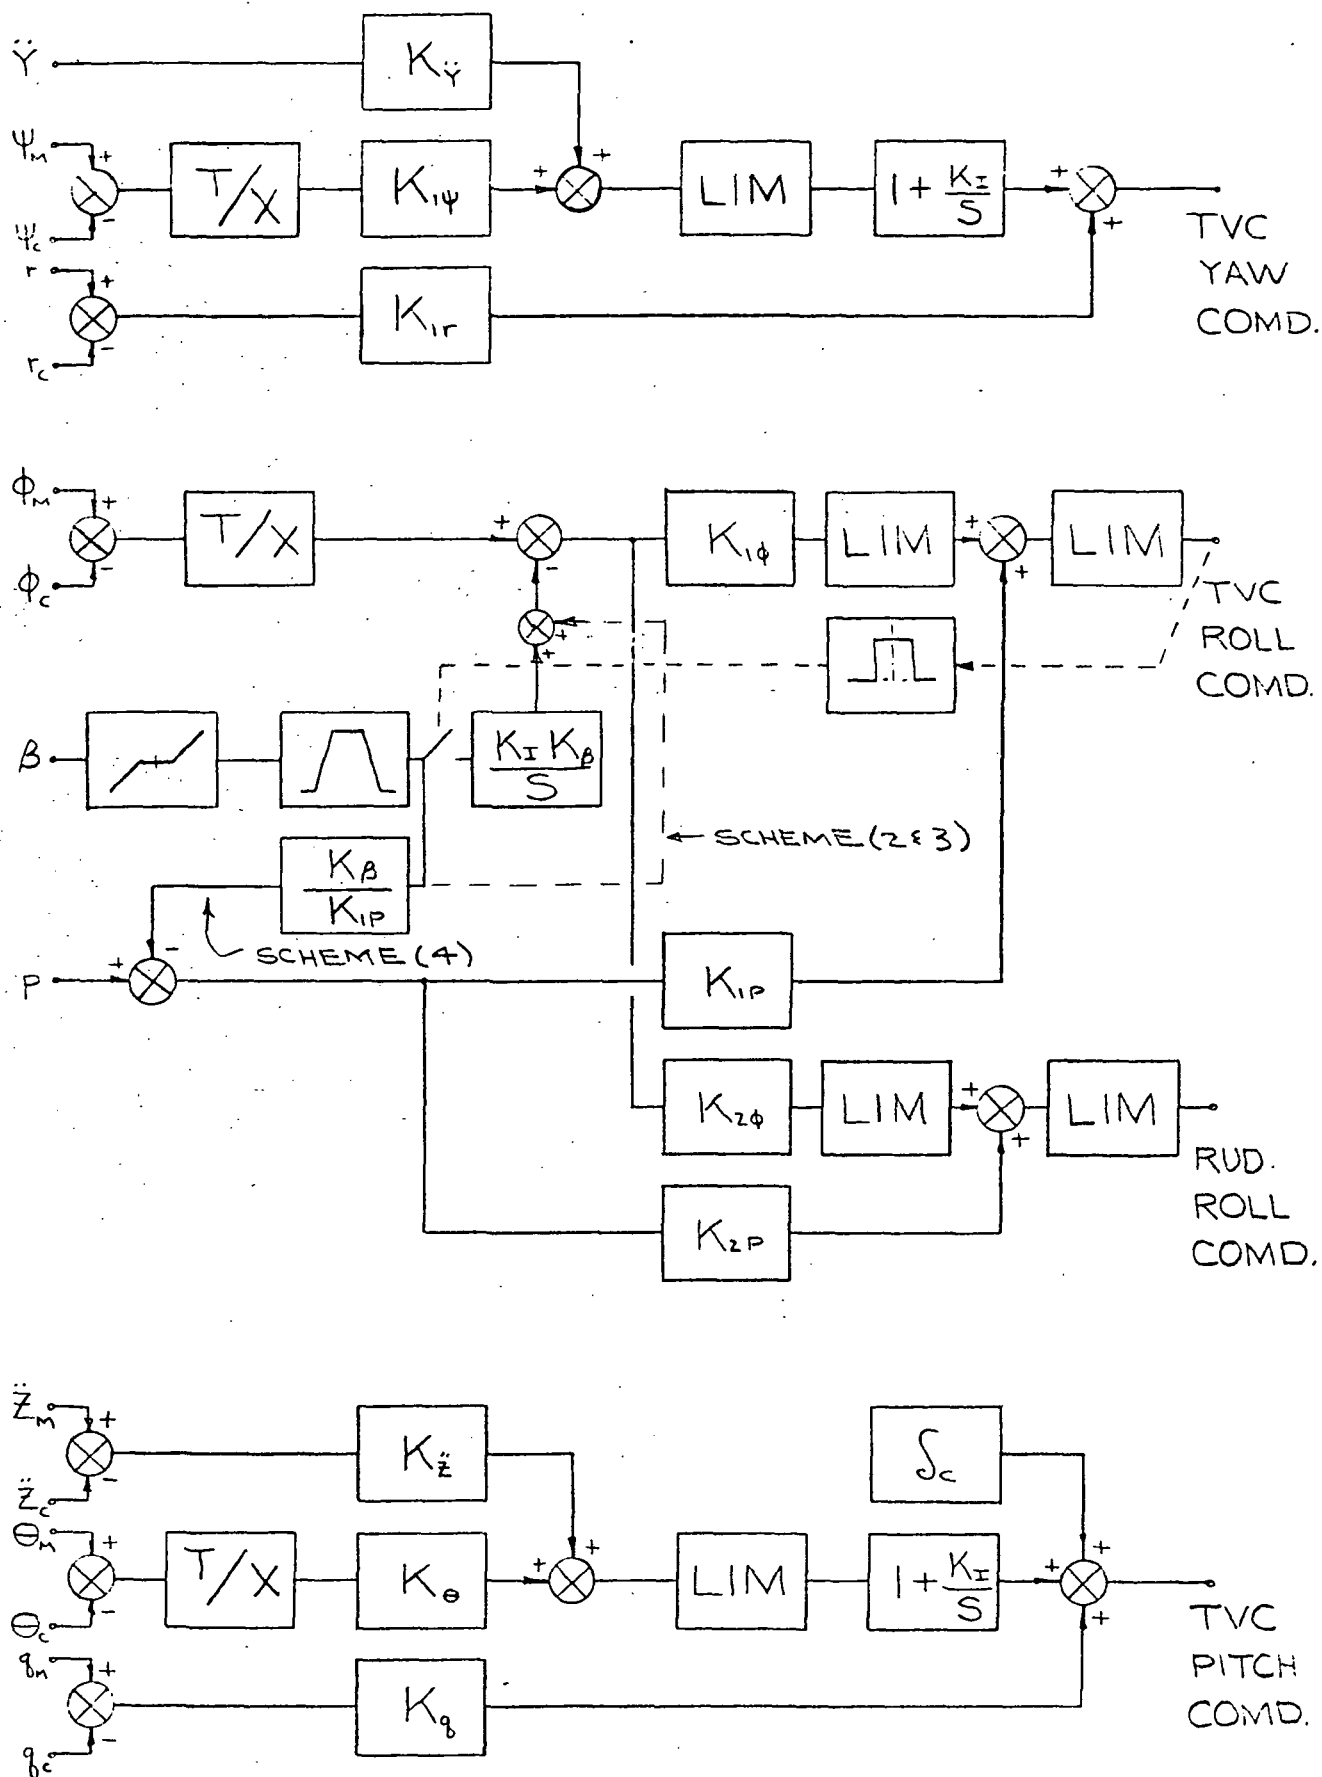 Ÿ
K_Ÿ
Ψ_M
+
-
Ψ_c
T/X
K_1Ψ
+
+
LIM
1 + K_I/S
+
+
TVC
YAW
COMD.
r
+
-
r_c
K_1r
ϕ_M
+
-
ϕ_c
T/X
+
-
K_1ϕ
LIM
+
+
LIM
TVC
ROLL
COMD.
+
+
β
K_I K_β/S
SCHEME (2 & 3)
K_β/K_1P
SCHEME (4)
P
+
-
K_1P
K_2ϕ
LIM
+
+
LIM
RUD.
ROLL
COMD.
K_2P
Z̈_M
+
-
Z̈_c
K_Z̈
δ_c
θ_M
+
-
θ_c
T/X
K_θ
+
+
LIM
1 + K_I/S
+
+
+
TVC
PITCH
COMD.
q_m
+
-
q_c
K_q